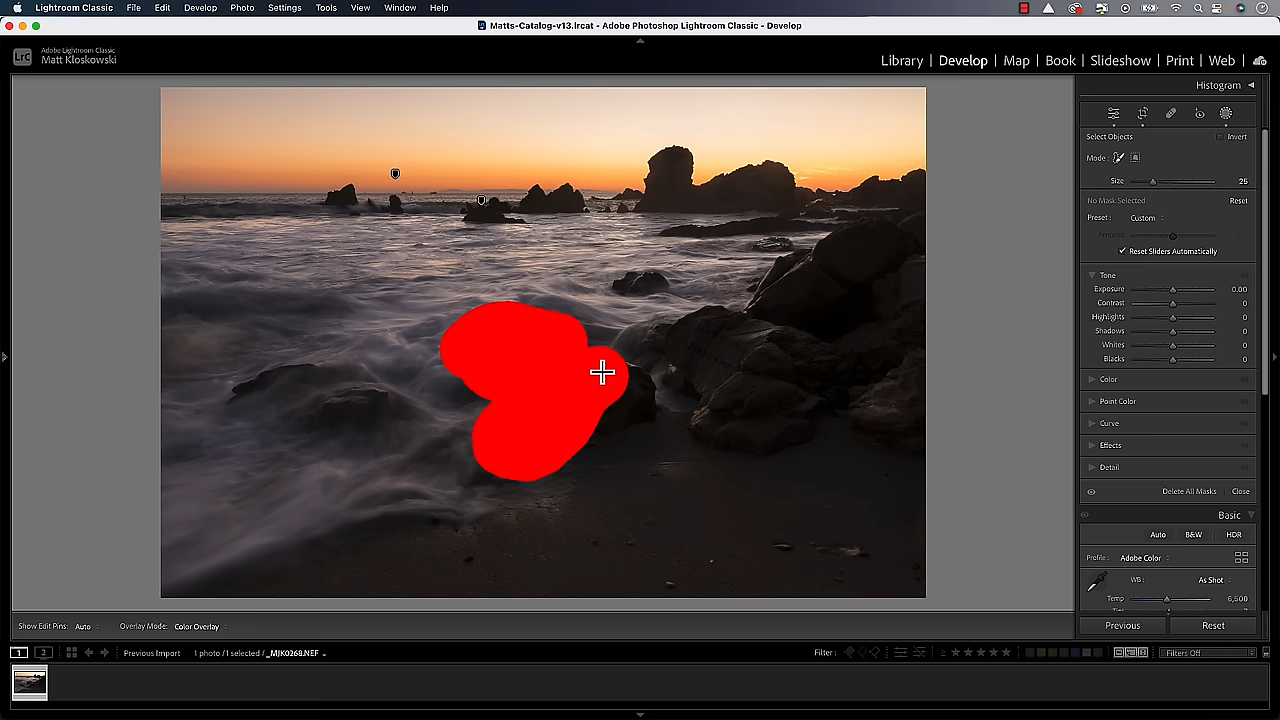 Lightroom Classic File Edit Develop Photo Settings Tools View Window Help
Matts-Catalog-v13.lrcat - Adobe Photoshop Lightroom Classic - Develop
LrC Adobe Lightroom Classic
Matt Kloskowski
Library | Develop | Map | Book | Slideshow | Print | Web |
Histogram
Select Objects Invert
Mode :
Size 25
No Mask Selected Reset
Preset : Custom
Amount 100
Reset Sliders Automatically
Tone
Exposure 0.00
Contrast 0
Highlights 0
Shadows 0
Whites 0
Blacks 0
Color
Point Color
Curve
Effects
Detail
Delete All Masks Close
Basic
Auto B&W HDR
Profile : Adobe Color
WB : As Shot
Temp 6,500
Previous Reset
Show Edit Pins: Auto Overlay Mode: Color Overlay
1 2 Previous Import 1 photo / 1 selected / _MJK0268.NEF Filter : Filters Off